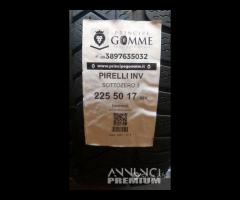 PRINCIPE
GOMME
3897635032
www.principegomme.it
PIRELLI INV
SOTTOZERO 3
225 50 17
ANNUNCI
PREMIUM